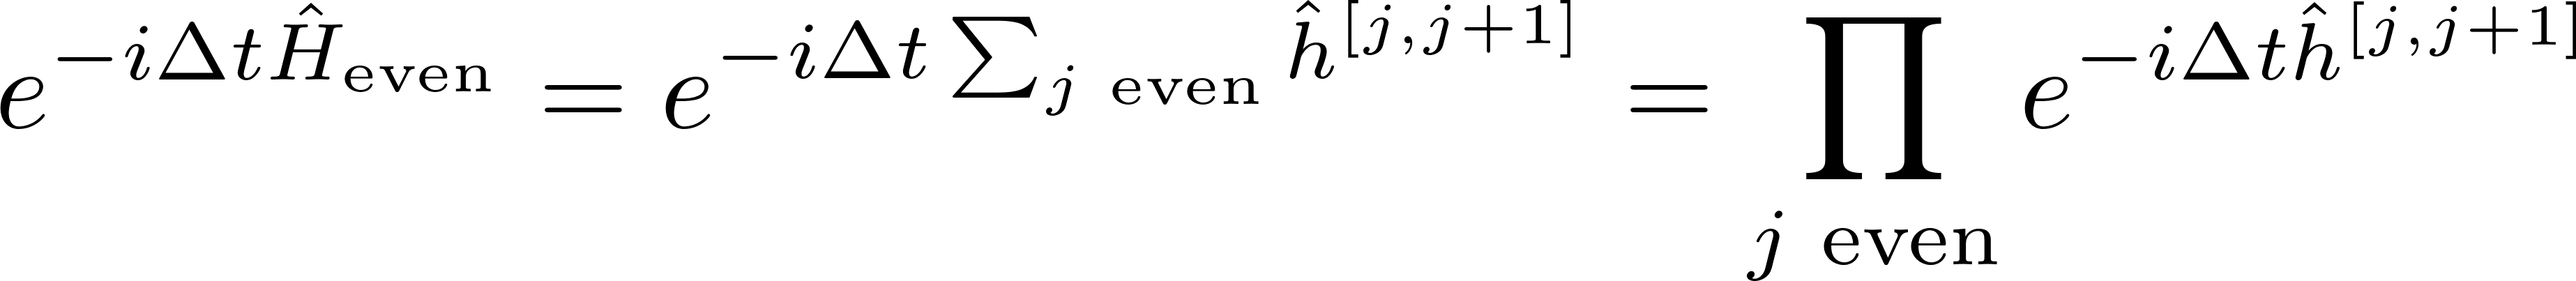 $e^{-i\Delta t\hat{H}_{\text{even}}} = e^{-i\Delta t\sum_{j\text{ even}}\hat{h}^{[j,j+1]}} = \prod_{j\text{ even}} e^{-i\Delta t\hat{h}^{[j,j+1]}}$